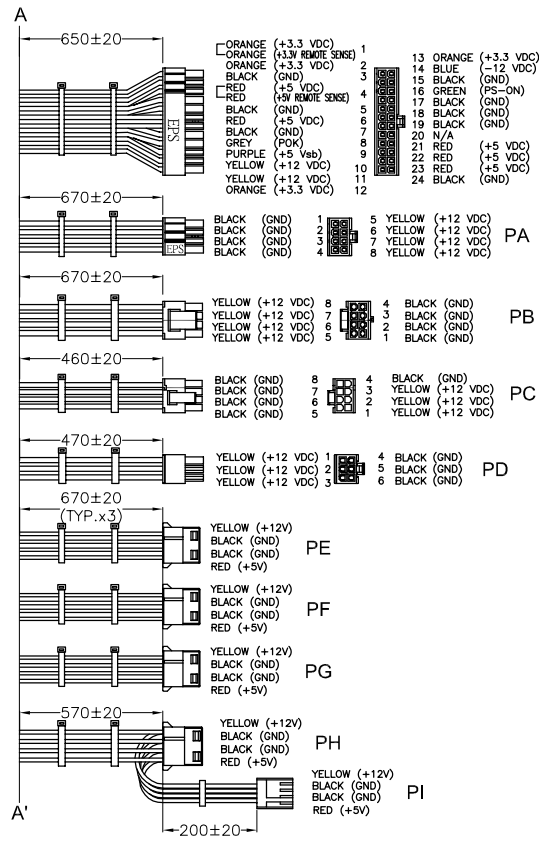 A
650±20
ORANGE (+3.3 VDC) 1
ORANGE (+3.3V REMOTE SENSE)
ORANGE (+3.3 VDC) 2
BLACK (GND) 3
RED (+5 VDC) 4
RED (+5V REMOTE SENSE)
BLACK (GND) 5
RED (+5 VDC) 6
BLACK (GND) 7
GREY (POK) 8
PURPLE (+5 Vsb) 9
YELLOW (+12 VDC) 10
YELLOW (+12 VDC) 11
ORANGE (+3.3 VDC) 12
13 ORANGE (+3.3 VDC)
14 BLUE (-12 VDC)
15 BLACK (GND)
16 GREEN (PS-ON)
17 BLACK (GND)
18 BLACK (GND)
19 BLACK (GND)
20 N/A
21 RED (+5 VDC)
22 RED (+5 VDC)
23 RED (+5 VDC)
24 BLACK (GND)
EPS
670±20
EPS
BLACK (GND) 1
BLACK (GND) 2
BLACK (GND) 3
BLACK (GND) 4
5 YELLOW (+12 VDC)
6 YELLOW (+12 VDC)
7 YELLOW (+12 VDC)
8 YELLOW (+12 VDC)
PA
670±20
YELLOW (+12 VDC) 8
YELLOW (+12 VDC) 7
YELLOW (+12 VDC) 6
YELLOW (+12 VDC) 5
4 BLACK (GND)
3 BLACK (GND)
2 BLACK (GND)
1 BLACK (GND)
PB
460±20
BLACK (GND) 8
BLACK (GND) 7
BLACK (GND) 6
BLACK (GND) 5
4 BLACK (GND)
3 YELLOW (+12 VDC)
2 YELLOW (+12 VDC)
1 YELLOW (+12 VDC)
PC
470±20
YELLOW (+12 VDC) 1
YELLOW (+12 VDC) 2
YELLOW (+12 VDC) 3
4 BLACK (GND)
5 BLACK (GND)
6 BLACK (GND)
PD
670±20
(TYP.x3)
YELLOW (+12V)
BLACK (GND)
BLACK (GND)
RED (+5V)
PE
YELLOW (+12V)
BLACK (GND)
BLACK (GND)
RED (+5V)
PF
YELLOW (+12V)
BLACK (GND)
BLACK (GND)
RED (+5V)
PG
570±20
YELLOW (+12V)
BLACK (GND)
BLACK (GND)
RED (+5V)
PH
YELLOW (+12V)
BLACK (GND)
BLACK (GND)
RED (+5V)
PI
A'
200±20